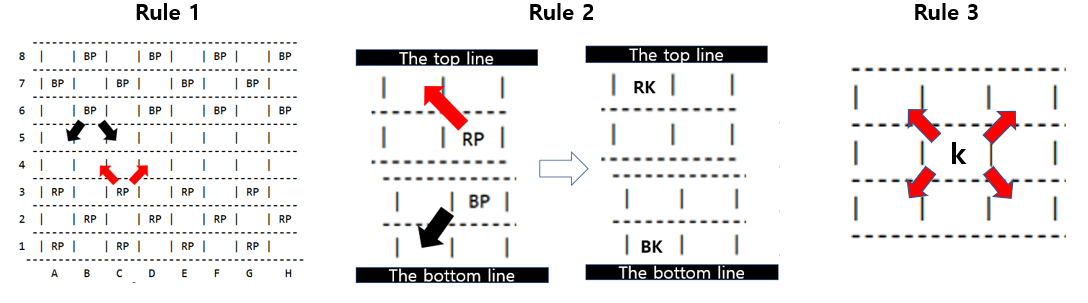 Rule 1
8 | | BP | | BP | | BP | | BP
7 | BP | | BP | | BP | | BP | |
6 | | BP | | BP | | BP | | BP
5 | | | | | | | | |
4 | | | | | | | | |
3 | RP | | RP | | RP | | RP | |
2 | | RP | | RP | | RP | | RP
1 | RP | | RP | | RP | | RP | |
A B C D E F G H
Rule 2
The top line
RP
BP
The bottom line
The top line
RK
BK
The bottom line
Rule 3
k